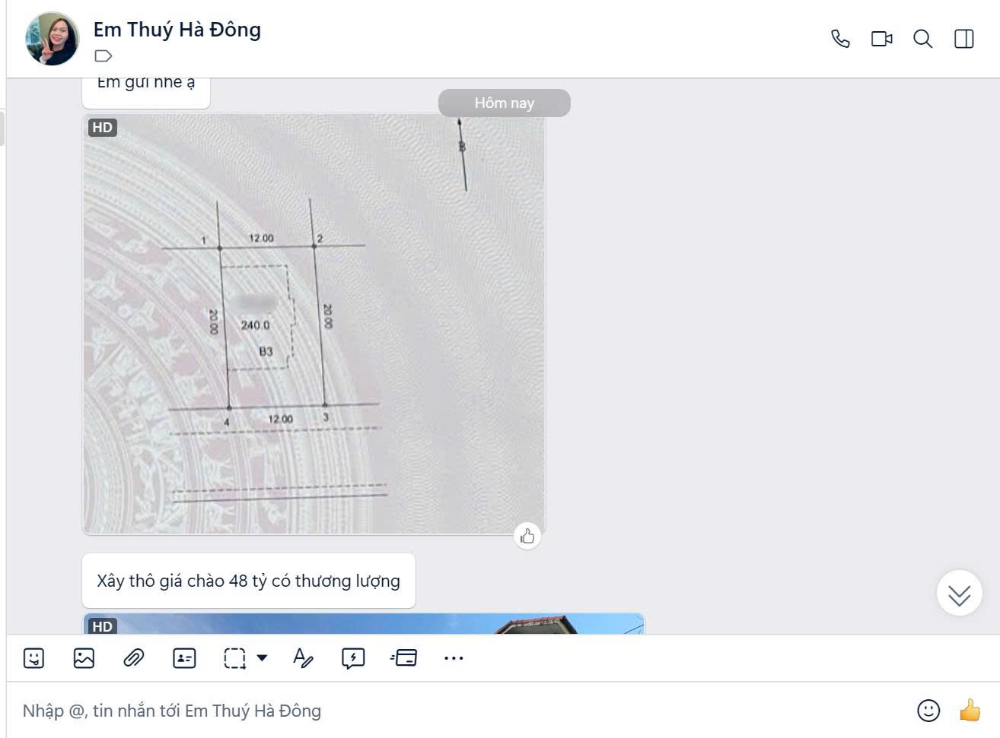 Em Thuý Hà Đông
Em gửi nhé ạ
Hôm nay
HD
B
1
12.00
2
20.00
20.00
240.0
B3
4
12.00
3
Xây thô giá chào 48 tỷ có thương lượng
HD
Nhập @, tin nhắn tới Em Thuý Hà Đông